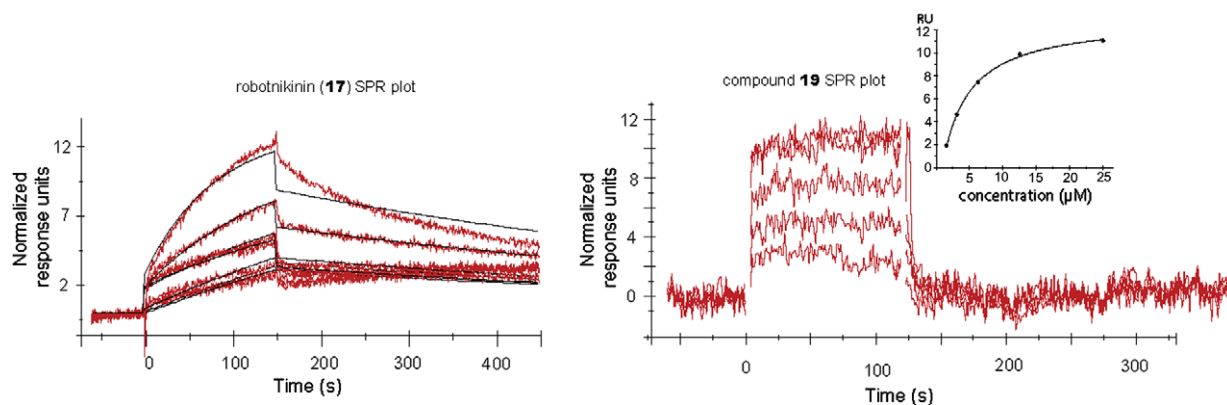 robotnikinin (17) SPR plot
12
7
2
Normalized
response units
0 100 200 300 400
Time (s)
compound 19 SPR plot
12
8
4
0
Normalized
response units
0 100 200 300
Time (s)
RU
12
10
8
6
4
2
0
5 10 15 20 25
concentration (µM)